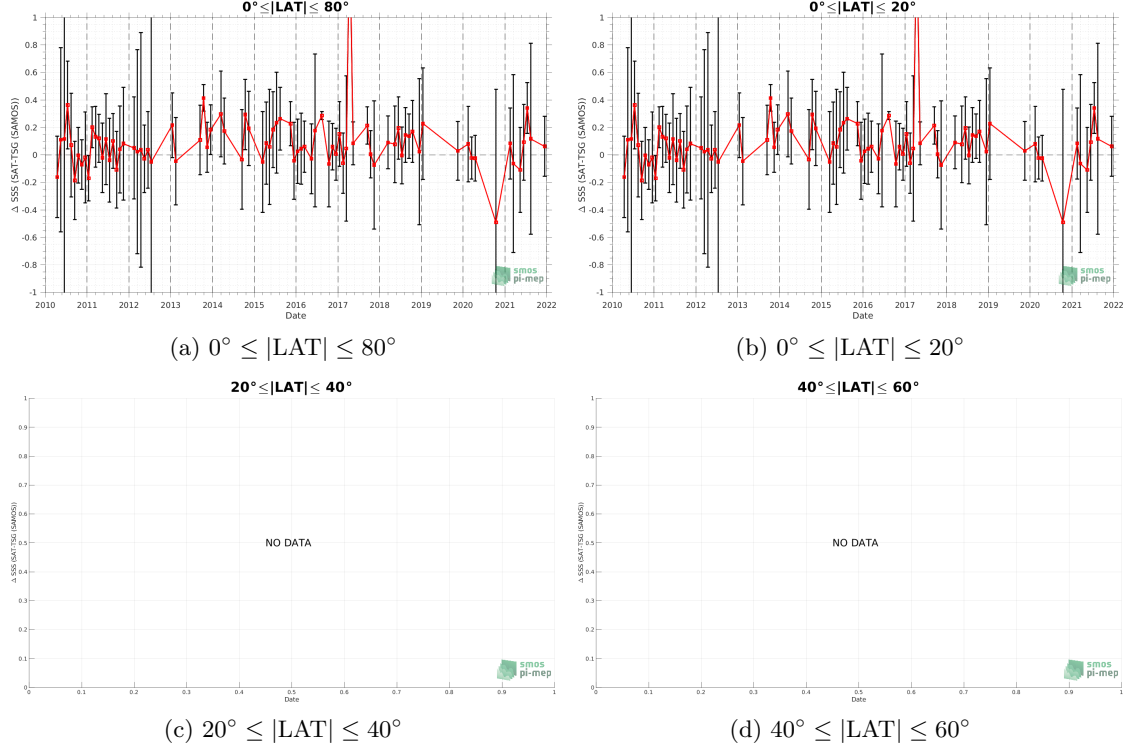 0°≤|LAT|≤ 80°
Δ SSS (SAT-TSG (SAMOS))
1
0.8
0.6
0.4
0.2
0
-0.2
-0.4
-0.6
-0.8
-1
2010 2011 2012 2013 2014 2015 2016 2017 2018 2019 2020 2021 2022
Date
smos
pi-mep
(a) 0° ≤ |LAT| ≤ 80°
0°≤|LAT|≤ 20°
Δ SSS (SAT-TSG (SAMOS))
1
0.8
0.6
0.4
0.2
0
-0.2
-0.4
-0.6
-0.8
-1
2010 2011 2012 2013 2014 2015 2016 2017 2018 2019 2020 2021 2022
Date
smos
pi-mep
(b) 0° ≤ |LAT| ≤ 20°
20°≤|LAT|≤ 40°
Δ SSS (SAT-TSG (SAMOS))
1
0.9
0.8
0.7
0.6
0.5
0.4
0.3
0.2
0.1
0
NO DATA
0 0.1 0.2 0.3 0.4 0.5 0.6 0.7 0.8 0.9 1
Date
smos
pi-mep
(c) 20° ≤ |LAT| ≤ 40°
40°≤|LAT|≤ 60°
Δ SSS (SAT-TSG (SAMOS))
1
0.9
0.8
0.7
0.6
0.5
0.4
0.3
0.2
0.1
0
NO DATA
0 0.1 0.2 0.3 0.4 0.5 0.6 0.7 0.8 0.9 1
Date
smos
pi-mep
(d) 40° ≤ |LAT| ≤ 60°